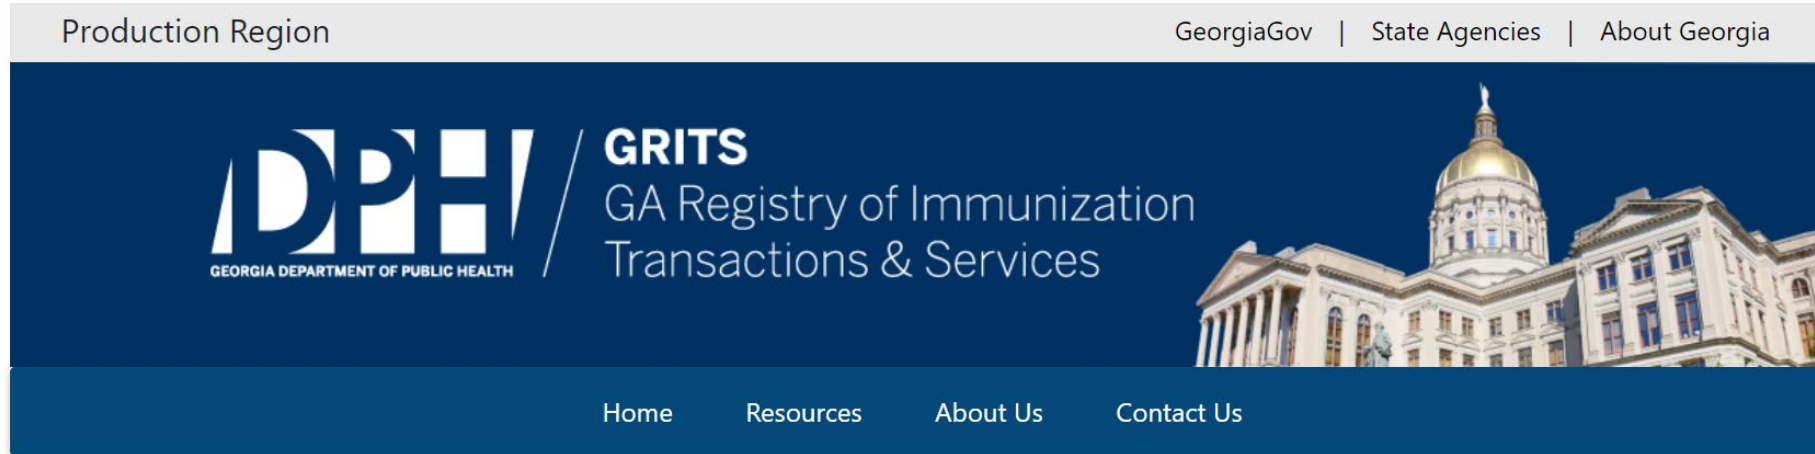 Production Region
GeorgiaGov | State Agencies | About Georgia
DPH
GEORGIA DEPARTMENT OF PUBLIC HEALTH
GRITS
GA Registry of Immunization
Transactions & Services
Home Resources About Us Contact Us